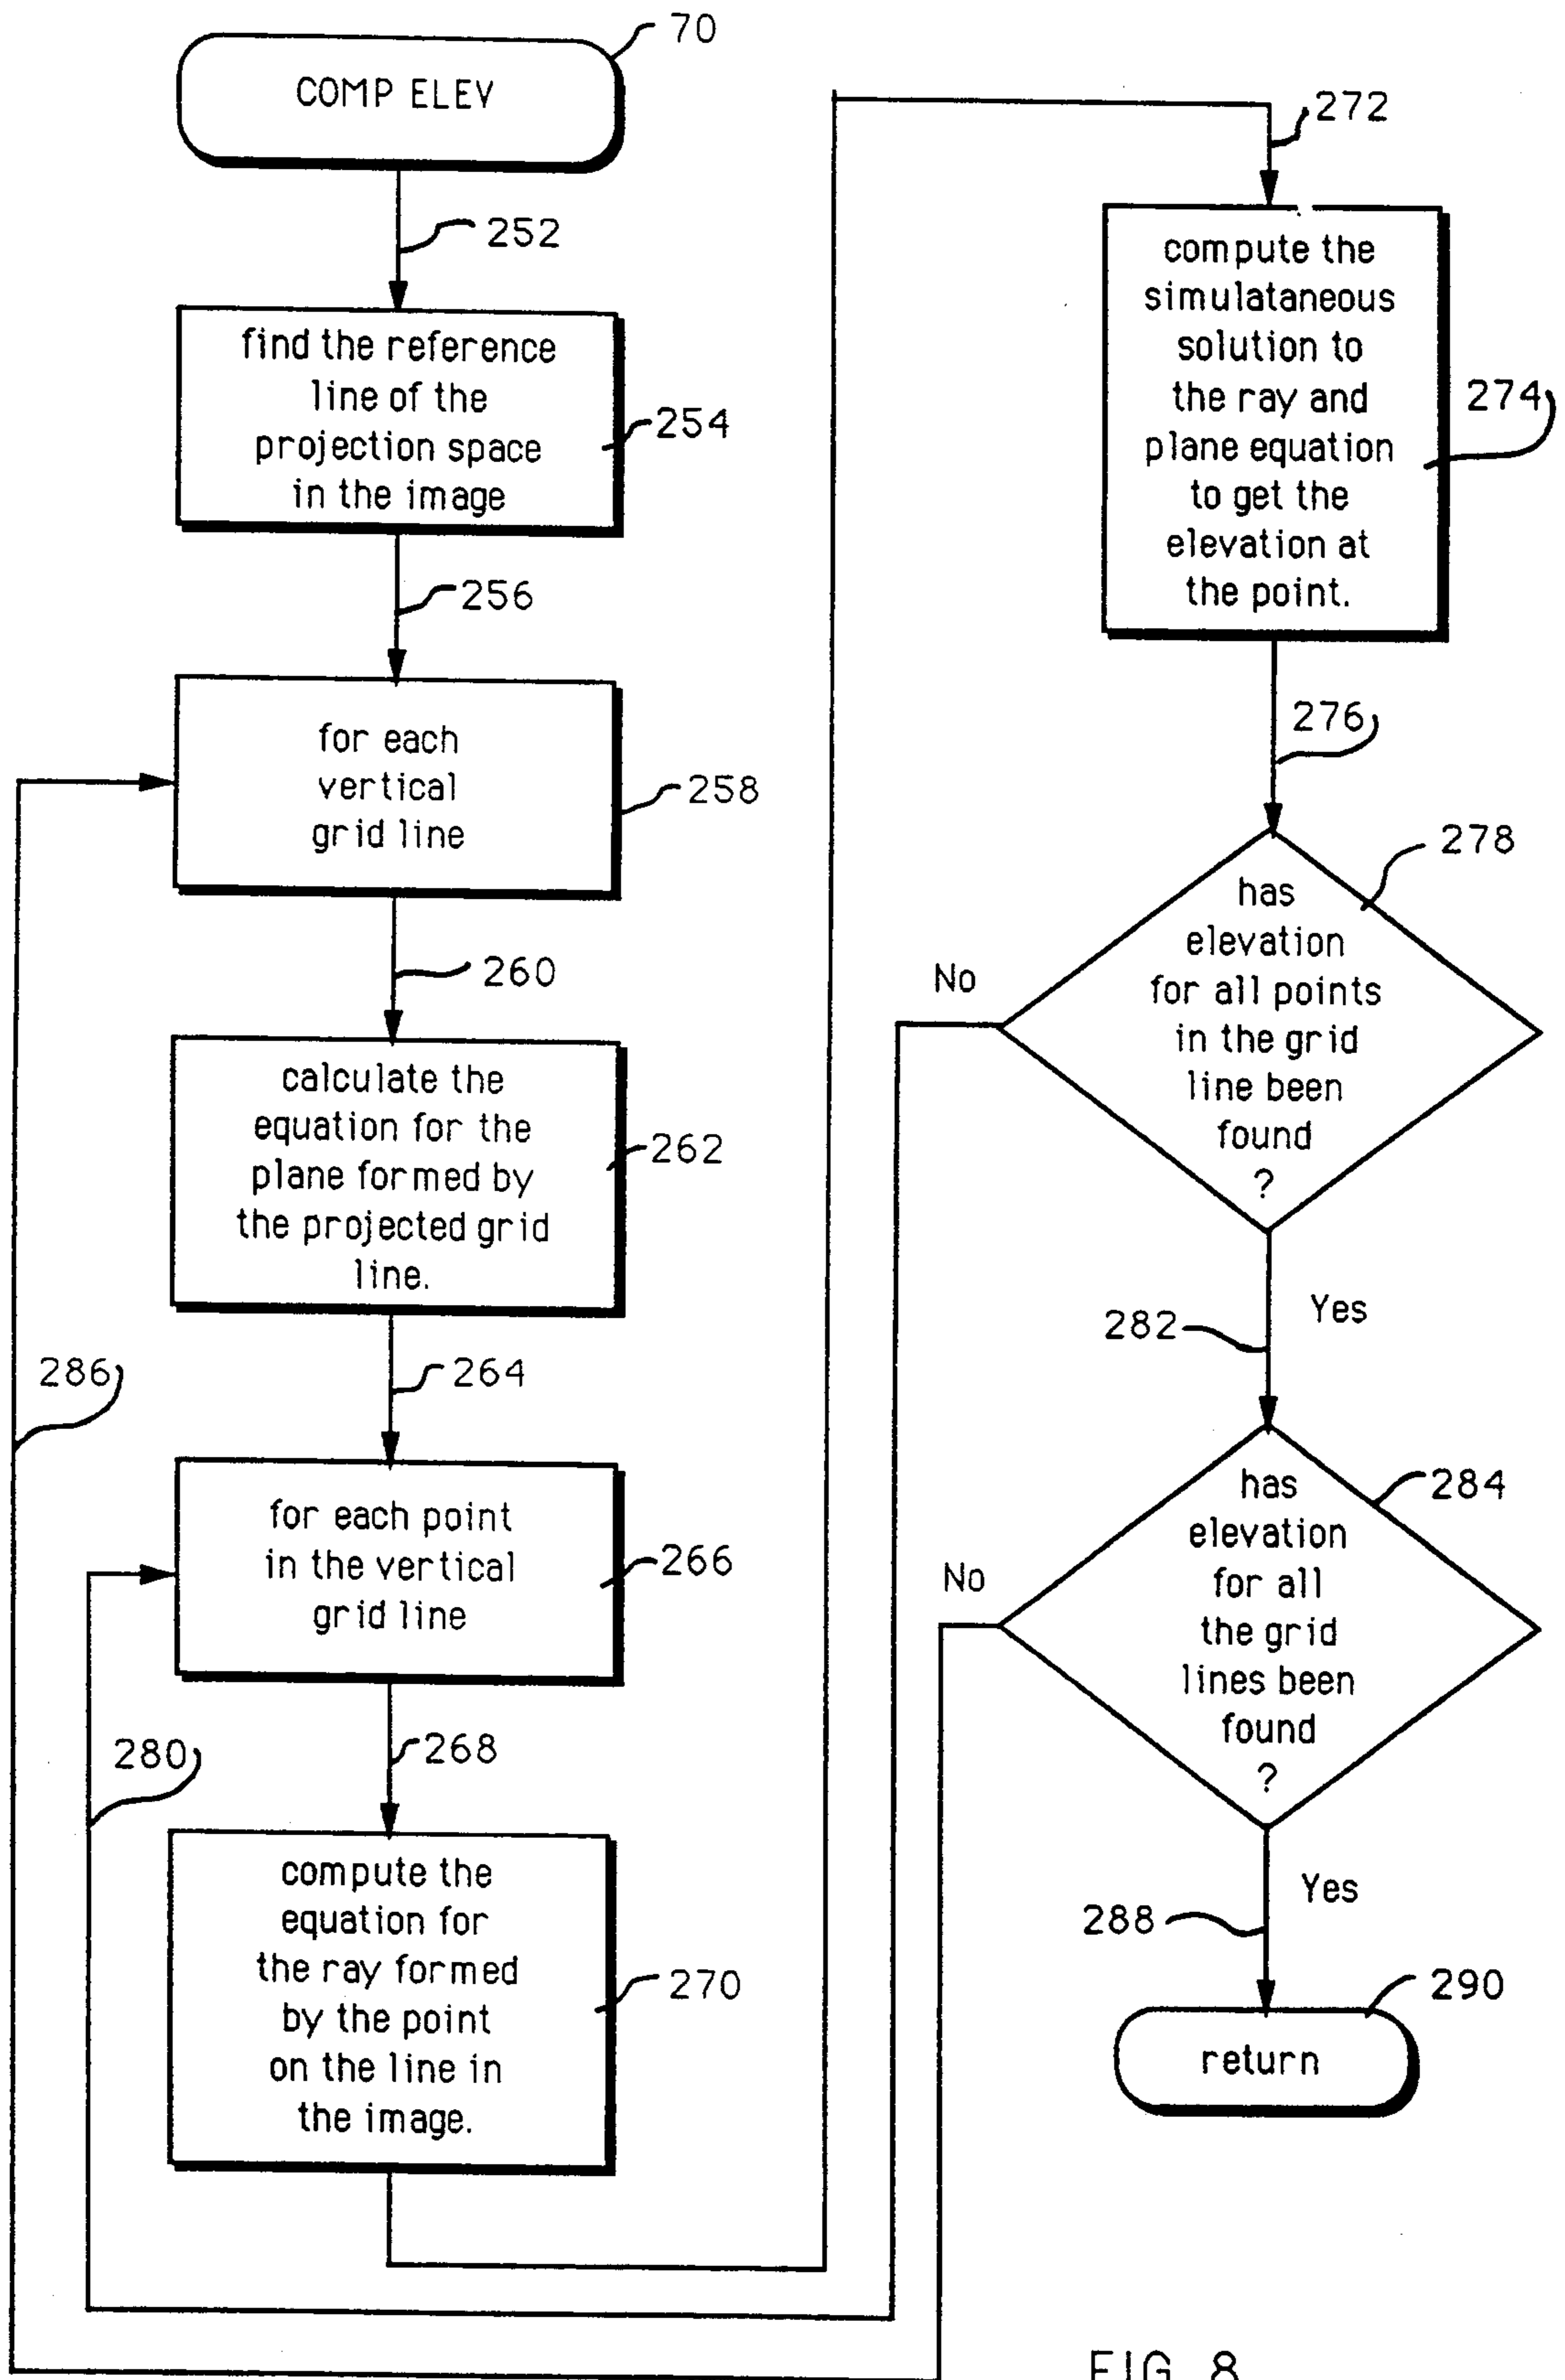 70
COMP ELEV
252
find the reference
line of the
projection space
in the image
254
256
for each
vertical
grid line
258
260
calculate the
equation for the
plane formed by
the projected grid
line.
262
264
for each point
in the vertical
grid line
266
268
compute the
equation for
the ray formed
by the point
on the line in
the image.
270
272
compute the
simulataneous
solution to
the ray and
plane equation
to get the
elevation at
the point.
274
276
278
has
elevation
for all points
in the grid
line been
found
?
No
280
Yes
282
has
elevation
for all
the grid
lines been
found
?
284
No
286
Yes
288
290
return
FIG. 8